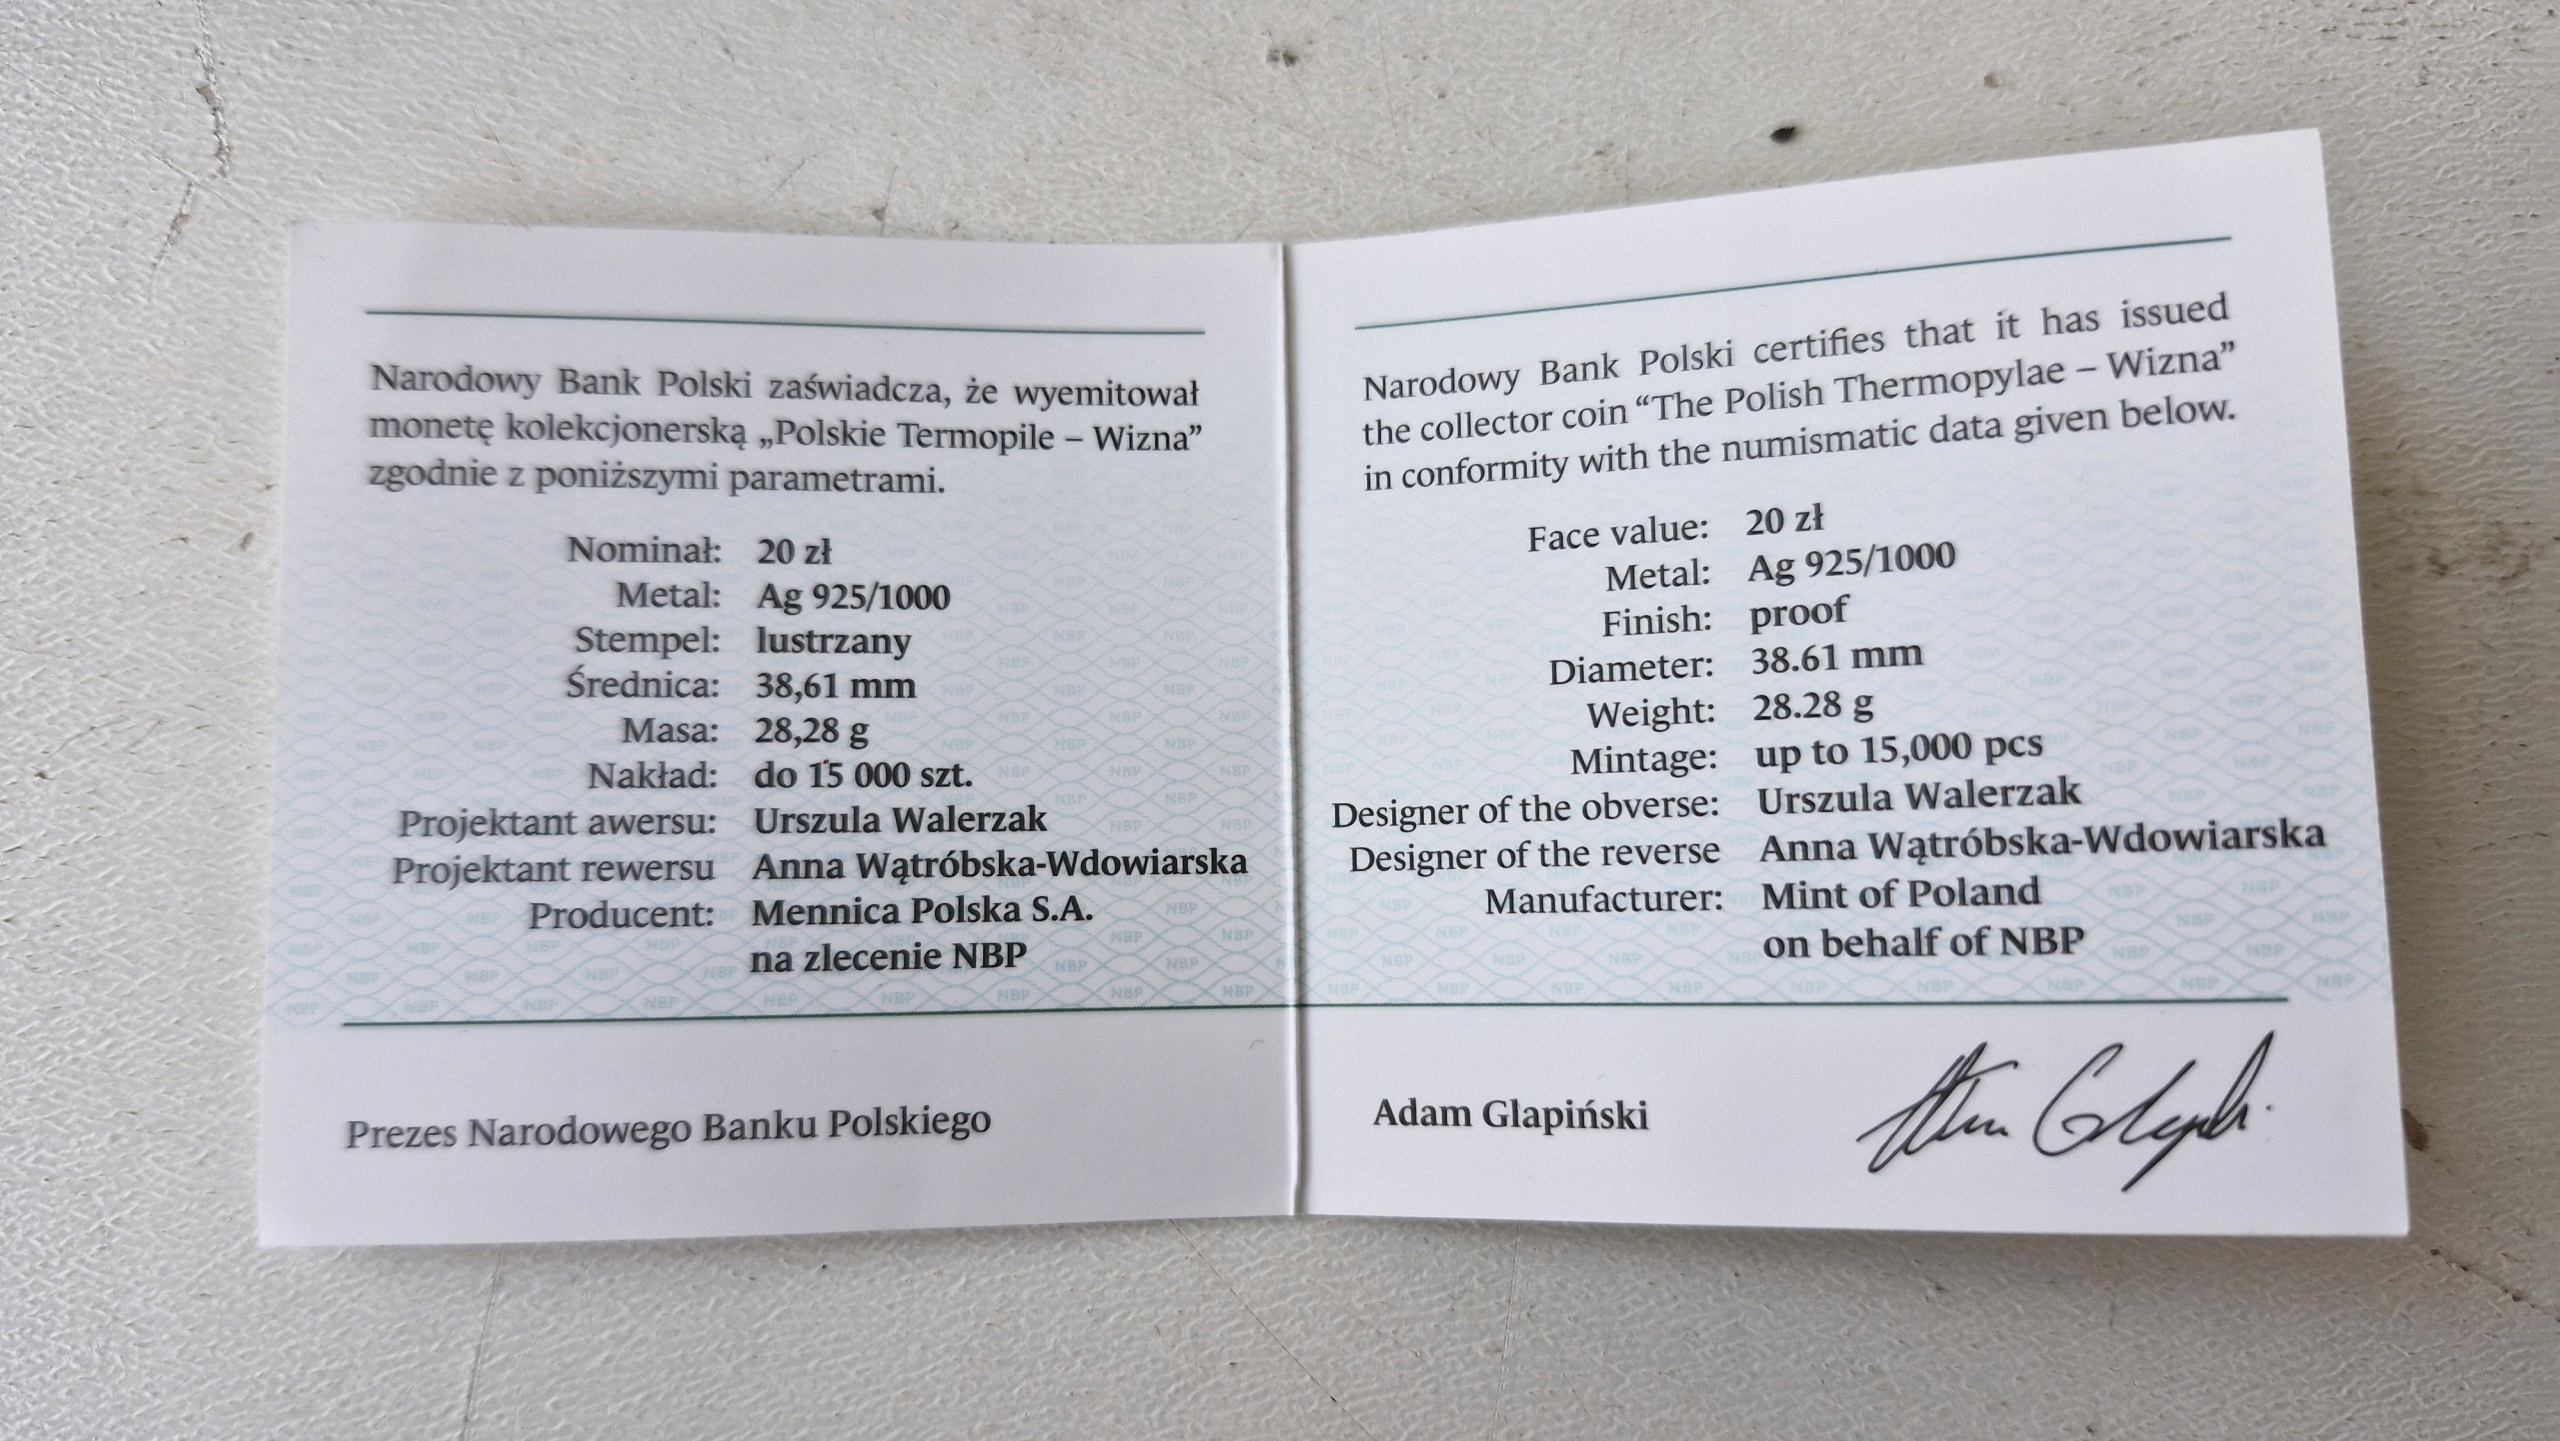 Narodowy Bank Polski zaświadcza, że wyemitował
monetę kolekcjonerską „Polskie Termopile – Wizna”
zgodnie z poniższymi parametrami.
Nominał: 20 zł
Metal: Ag 925/1000
Stempel: lustrzany
Średnica: 38,61 mm
Masa: 28,28 g
Nakład: do 15 000 szt.
Projektant awersu: Urszula Walerzak
Projektant rewersu Anna Wątróbska-Wdowiarska
Producent: Mennica Polska S.A.
na zlecenie NBP
Prezes Narodowego Banku Polskiego
Narodowy Bank Polski certifies that it has issued
the collector coin “The Polish Thermopylae – Wizna”
in conformity with the numismatic data given below.
Face value: 20 zł
Metal: Ag 925/1000
Finish: proof
Diameter: 38.61 mm
Weight: 28.28 g
Mintage: up to 15,000 pcs
Designer of the obverse: Urszula Walerzak
Designer of the reverse Anna Wątróbska-Wdowiarska
Manufacturer: Mint of Poland
on behalf of NBP
Adam Glapiński